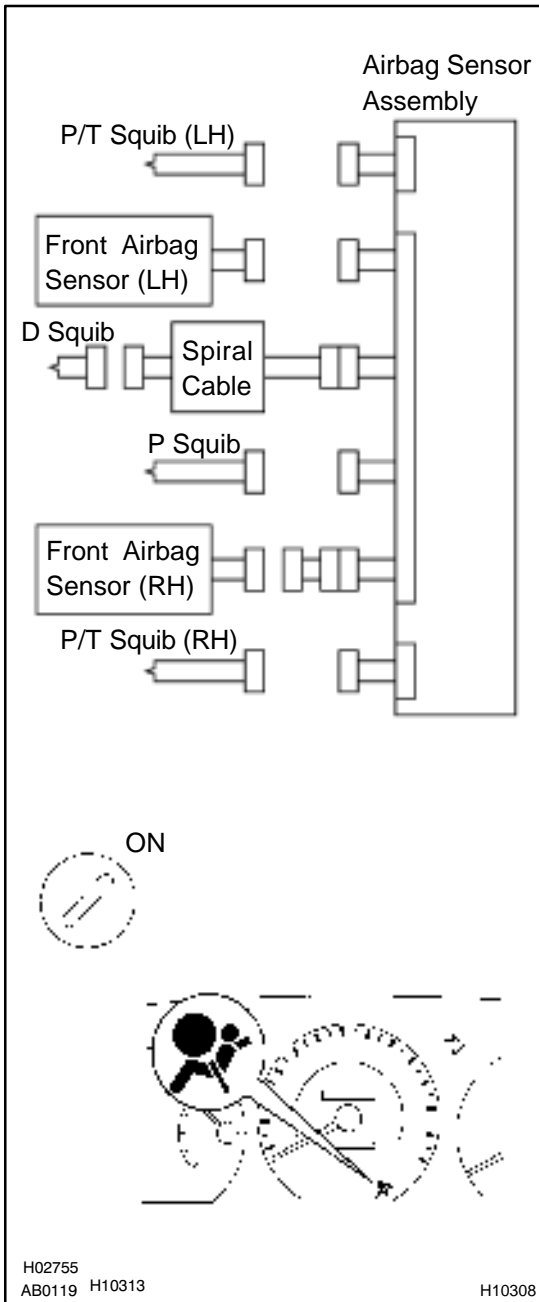 Airbag Sensor
Assembly
P/T Squib (LH)
Front Airbag
Sensor (LH)
D Squib
Spiral
Cable
P Squib
Front Airbag
Sensor (RH)
P/T Squib (RH)
ON
H02755
AB0119 H10313
H10308